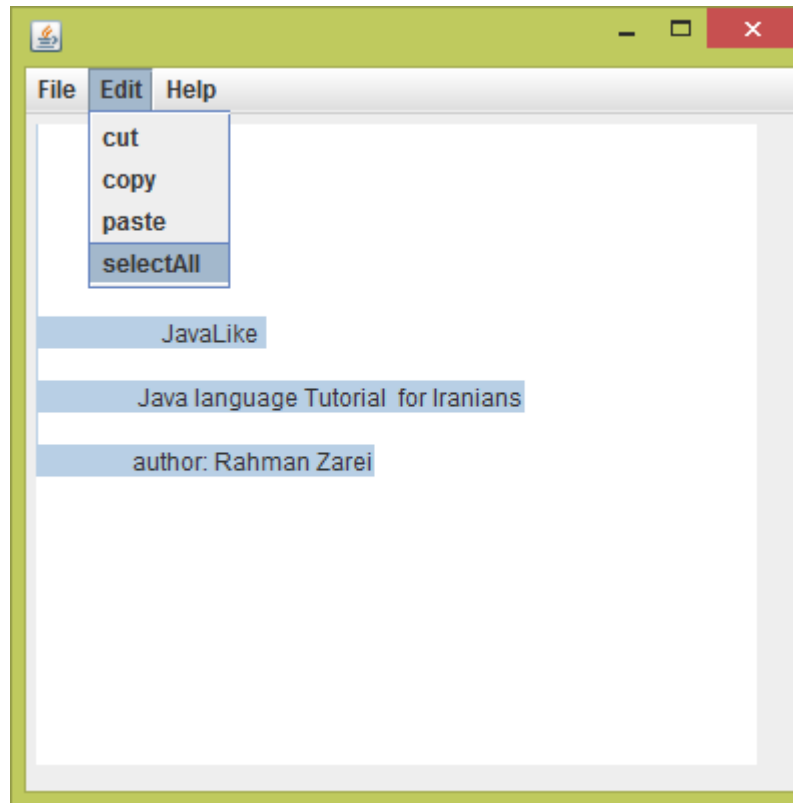 File Edit Help
cut
copy
paste
selectAll
JavaLike
Java language Tutorial  for Iranians
author: Rahman Zarei